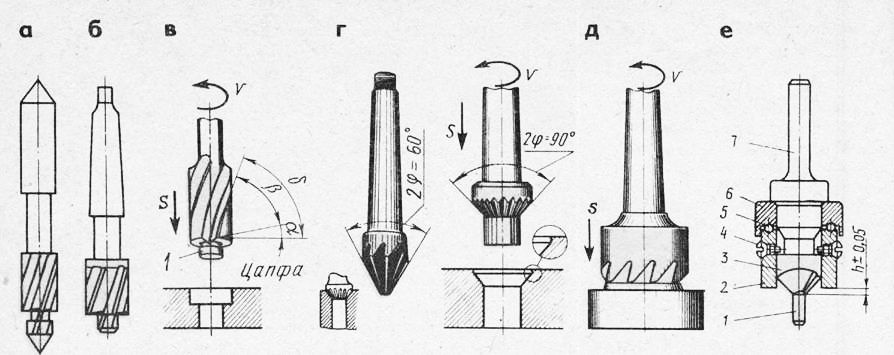 а
б
в
г
д
е
V
S
δ
β
α
1
Цапфа
2φ=60°
V
S
2φ=90°
V
s
7
6
5
4
3
2
1
h±0,05